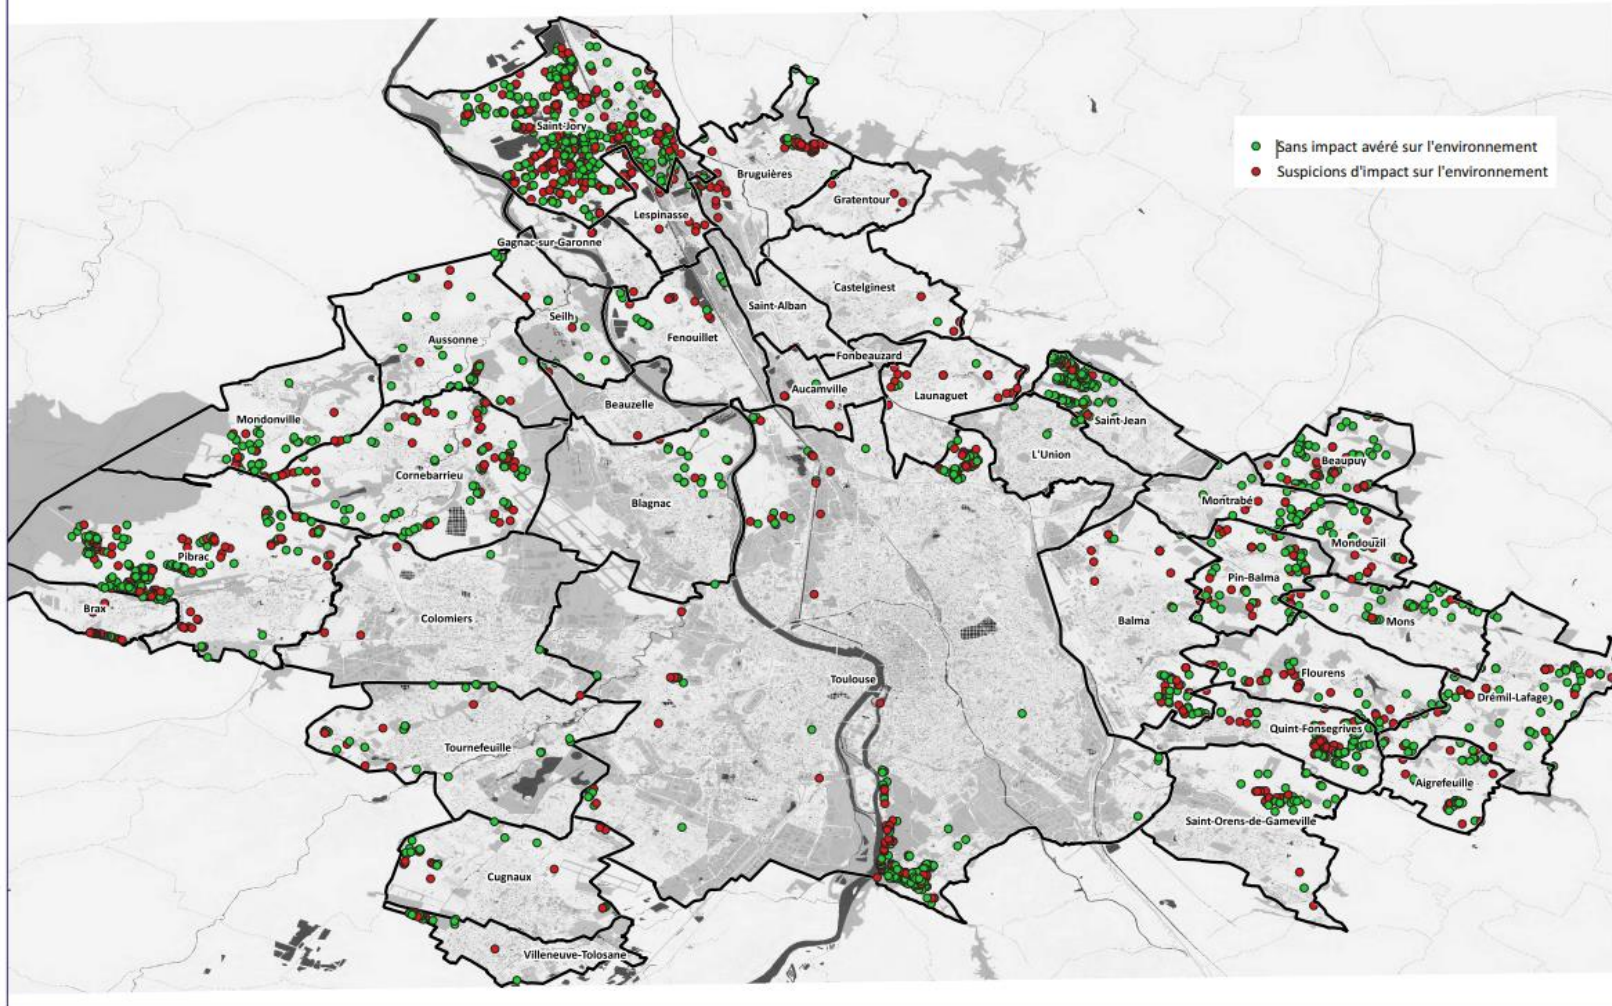 Sans impact avéré sur l'environnement
Suspicions d'impact sur l'environnement
Saint-Jory
Bruguières
Gratentour
Lespinasse
Gagnac-sur-Garonne
Castelginest
Saint-Alban
Seilh
Fenouillet
Aussonne
Fonbeauzard
Aucamville
Launaguet
Beauzelle
Mondonville
Saint-Jean
L'Union
Beaupuy
Cornebarrieu
Blagnac
Montrabé
Mondouzil
Pibrac
Pin-Balma
Brax
Colomiers
Balma
Mons
Flourens
Toulouse
Drémil-Lafage
Quint-Fonsegrives
Tournefeuille
Aigrefeuille
Saint-Orens-de-Gameville
Cugnaux
Villeneuve-Tolosane